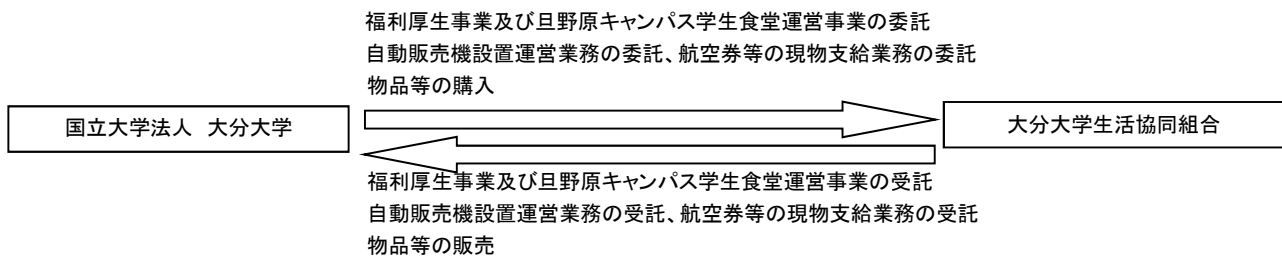 福利厚生事業及び旦野原キャンパス学生食堂運営事業の委託
自動販売機設置運営業務の委託、航空券等の現物支給業務の委託
物品等の購入
国立大学法人　大分大学
大分大学生活協同組合
福利厚生事業及び旦野原キャンパス学生食堂運営事業の受託
自動販売機設置運営業務の受託、航空券等の現物支給業務の受託
物品等の販売